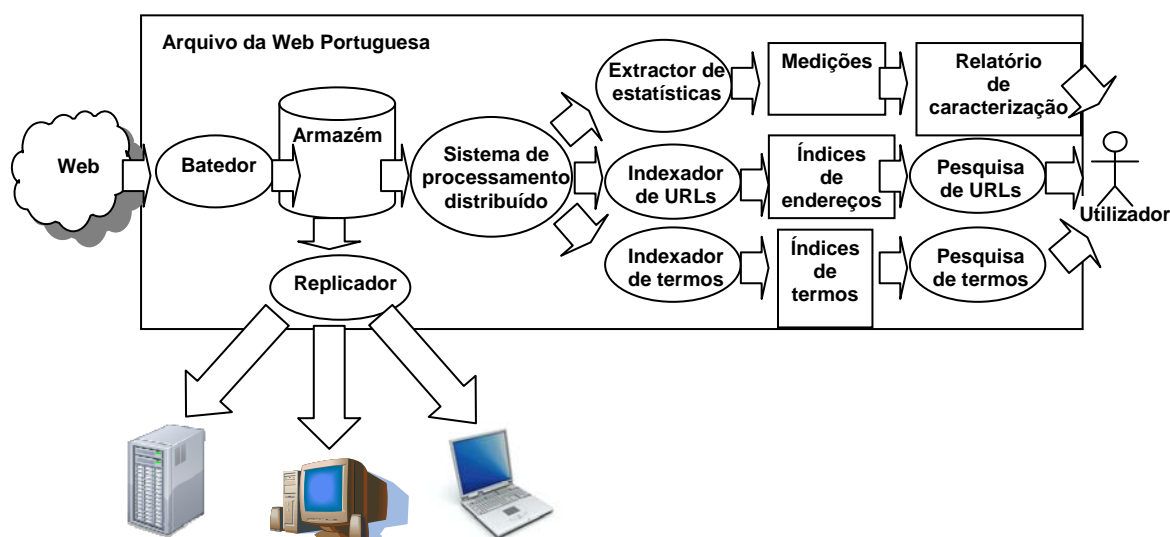 Arquivo da Web Portuguesa
Web
Batedor
Armazém
Sistema de
processamento
distribuído
Extractor de
estatísticas
Medições
Relatório
de
caracterização
Indexador
de URLs
Índices
de
endereços
Pesquisa
de URLs
Indexador
de termos
Índices
de
termos
Pesquisa
de termos
Utilizador
Replicador